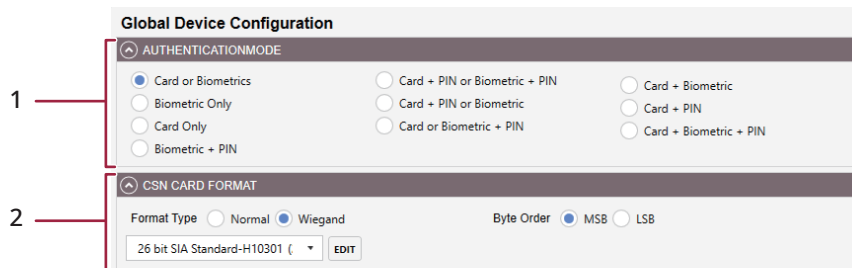 Global Device Configuration
1
AUTHENTICATIONMODE
Card or Biometrics
Biometric Only
Card Only
Biometric + PIN
Card + PIN or Biometric + PIN
Card + PIN or Biometric
Card or Biometric + PIN
Card + Biometric
Card + PIN
Card + Biometric + PIN
2
CSN CARD FORMAT
Format Type Normal Wiegand Byte Order MSB LSB
26 bit SIA Standard-H10301 (. EDIT